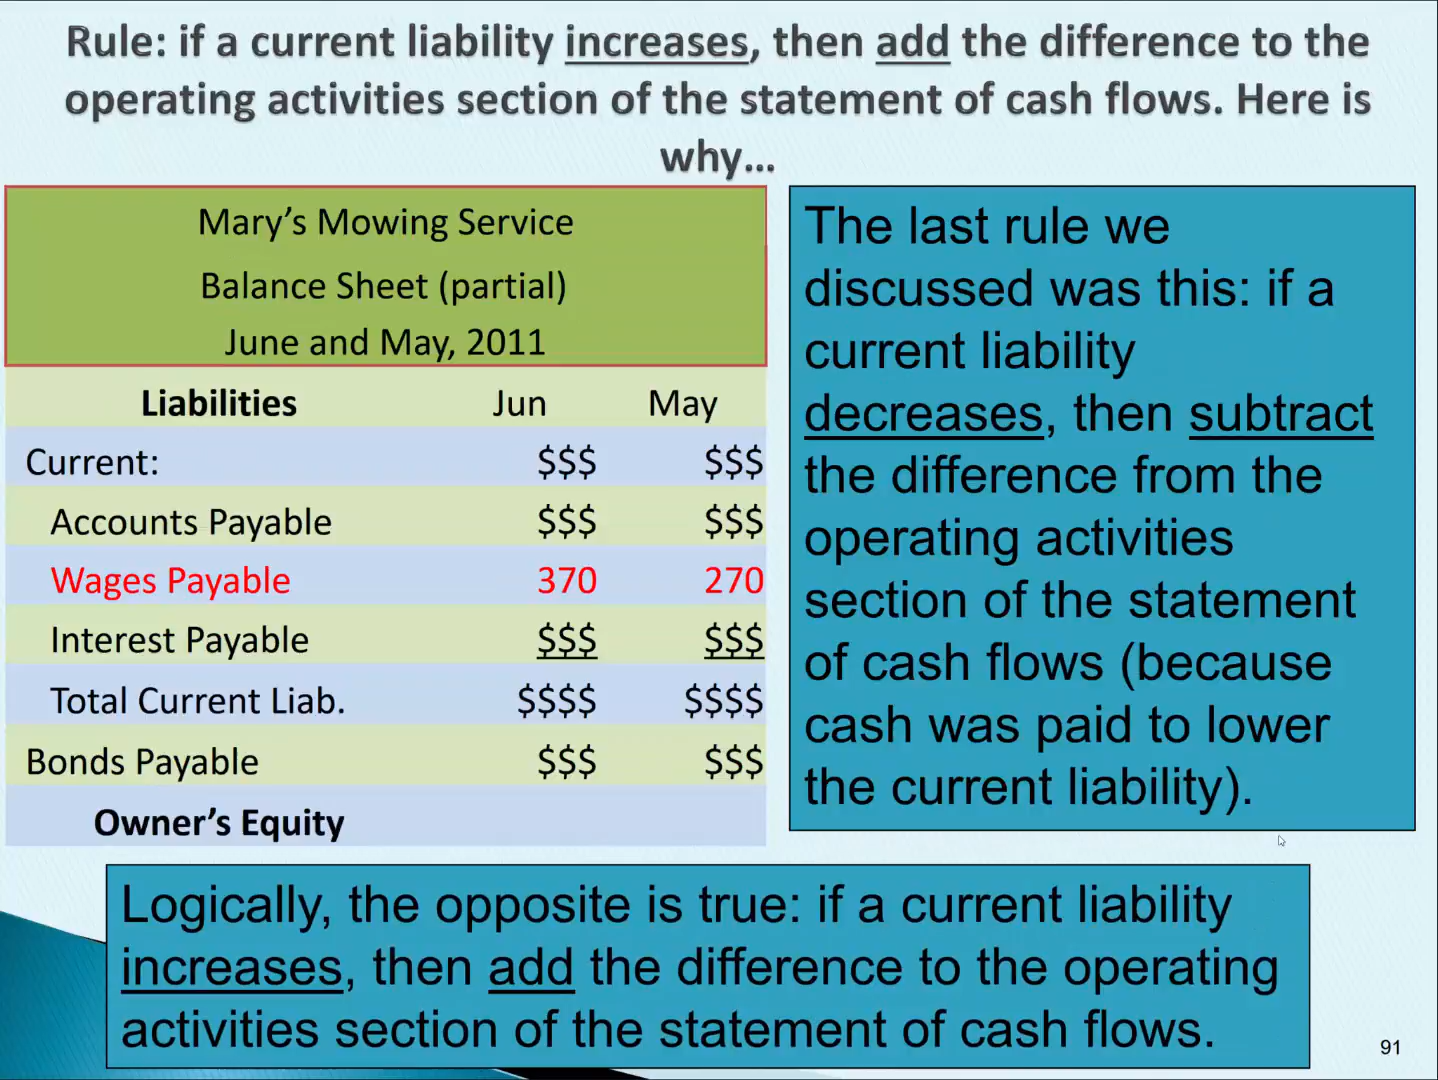 Rule: if a current liability increases, then add the difference to the
operating activities section of the statement of cash flows. Here is
why…
Mary’s Mowing Service
Balance Sheet (partial)
June and May, 2011
Liabilities Jun May
Current: $$$ $$$
Accounts Payable $$$ $$$
Wages Payable 370 270
Interest Payable $$$ $$$
Total Current Liab. $$$$ $$$$
Bonds Payable $$$ $$$
Owner’s Equity
The last rule we
discussed was this: if a
current liability
decreases, then subtract
the difference from the
operating activities
section of the statement
of cash flows (because
cash was paid to lower
the current liability).
Logically, the opposite is true: if a current liability
increases, then add the difference to the operating
activities section of the statement of cash flows.
91